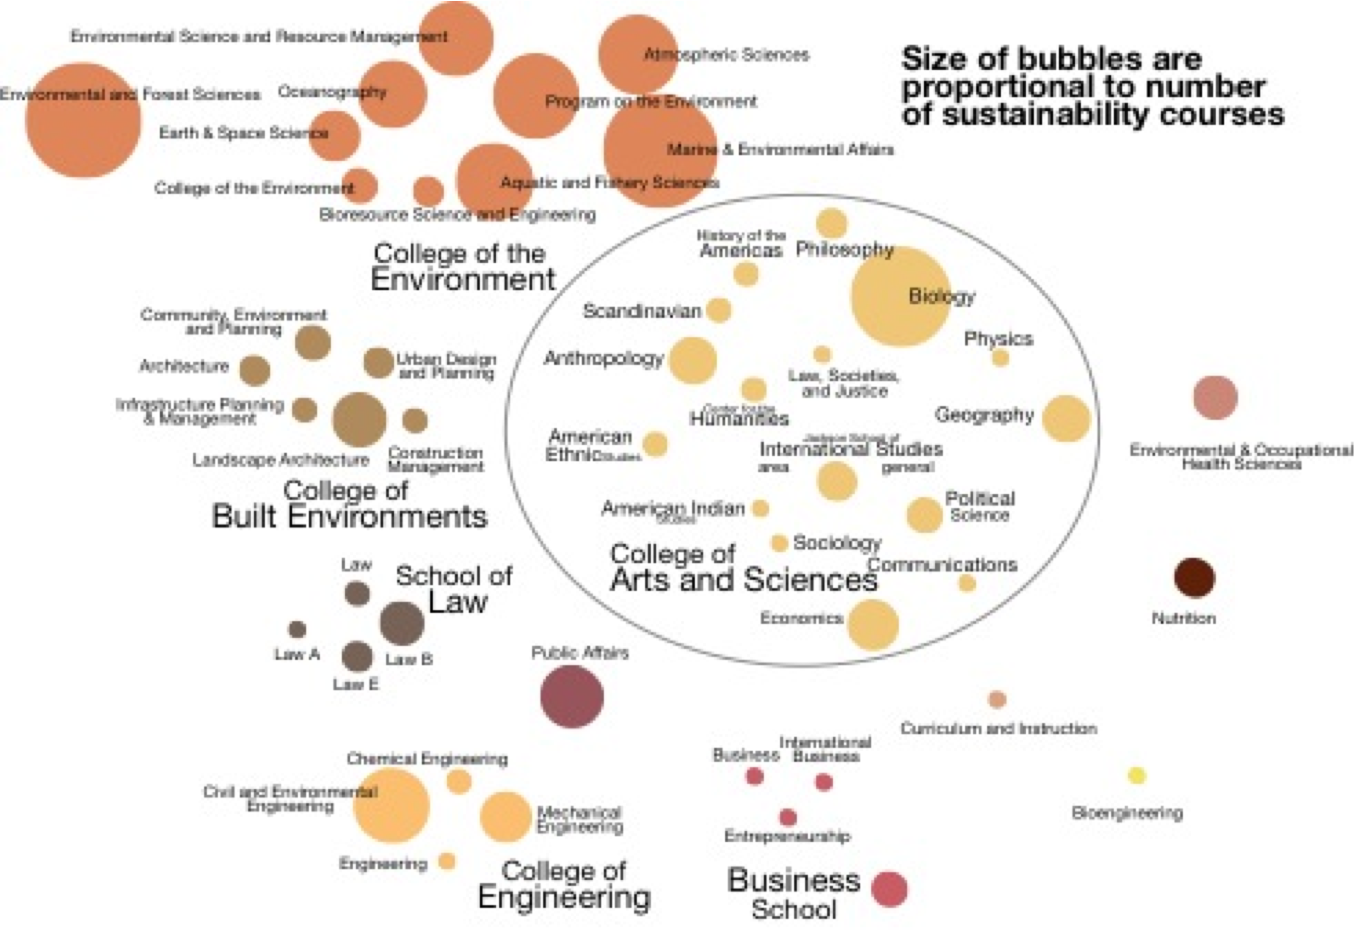 Environmental Science and Resource Management
Atmospheric Sciences
Size of bubbles are
proportional to number
of sustainability courses
Environmental and Forest Sciences
Oceanography
Program on the Environment
Earth & Space Science
Marine & Environmental Affairs
College of the Environment
Aquatic and Fishery Sciences
Bioresource Science and Engineering
College of the
Environment
History of the
Americas
Philosophy
Biology
Scandinavian
Physics
Anthropology
Law, Societies,
and Justice
Center for the
Humanities
Geography
American
Ethnic Studies
Jackson School of
International Studies
area
general
American Indian
Studies
Political
Science
Sociology
College of
Arts and Sciences
Communications
Economics
Community, Environment
and Planning
Architecture
Urban Design
and Planning
Infrastructure Planning
& Management
Landscape Architecture
Construction
Management
College of
Built Environments
Environmental & Occupational
Health Sciences
Law
School of
Law
Law A
Law B
Law E
Nutrition
Public Affairs
Curriculum and Instruction
Chemical Engineering
Civil and Environmental
Engineering
Mechanical
Engineering
Engineering
College of
Engineering
Business
International
Business
Entrepreneurship
Business
School
Bioengineering